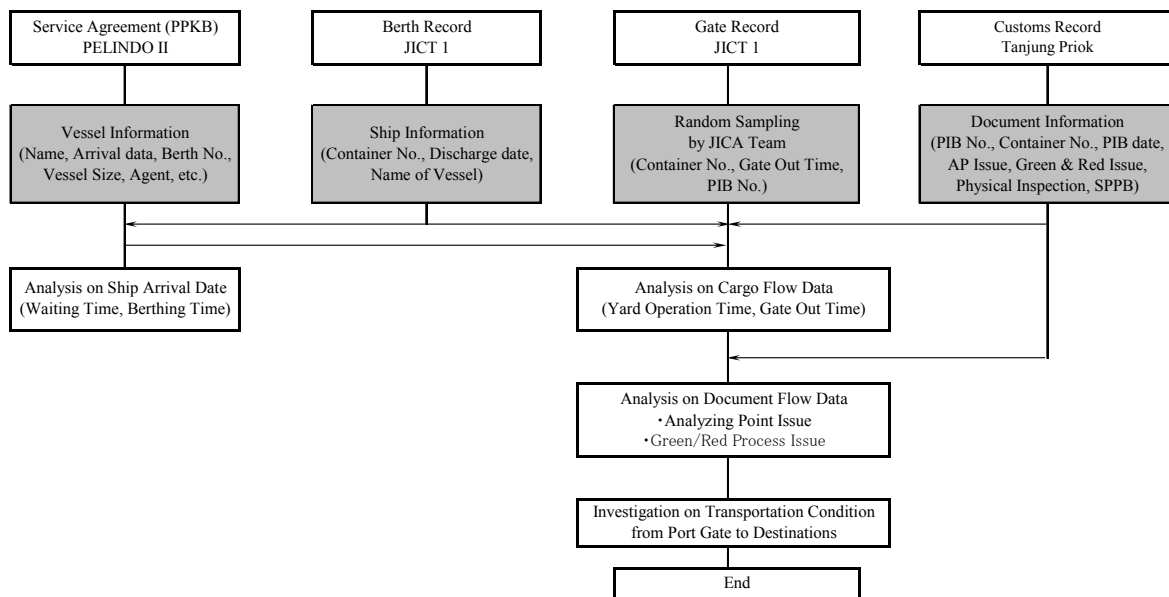 Service Agreement (PPKB)
PELINDO II
Berth Record
JICT 1
Gate Record
JICT 1
Customs Record
Tanjung Priok
Vessel Information
(Name, Arrival data, Berth No.,
Vessel Size, Agent, etc.)
Ship Information
(Container No., Discharge date,
Name of Vessel)
Random Sampling
by JICA Team
(Container No., Gate Out Time,
PIB No.)
Document Information
(PIB No., Container No., PIB date,
AP Issue, Green & Red Issue,
Physical Inspection, SPPB)
Analysis on Ship Arrival Date
(Waiting Time, Berthing Time)
Analysis on Cargo Flow Data
(Yard Operation Time, Gate Out Time)
Analysis on Document Flow Data
・Analyzing Point Issue
・Green/Red Process Issue
Investigation on Transportation Condition
from Port Gate to Destinations
End